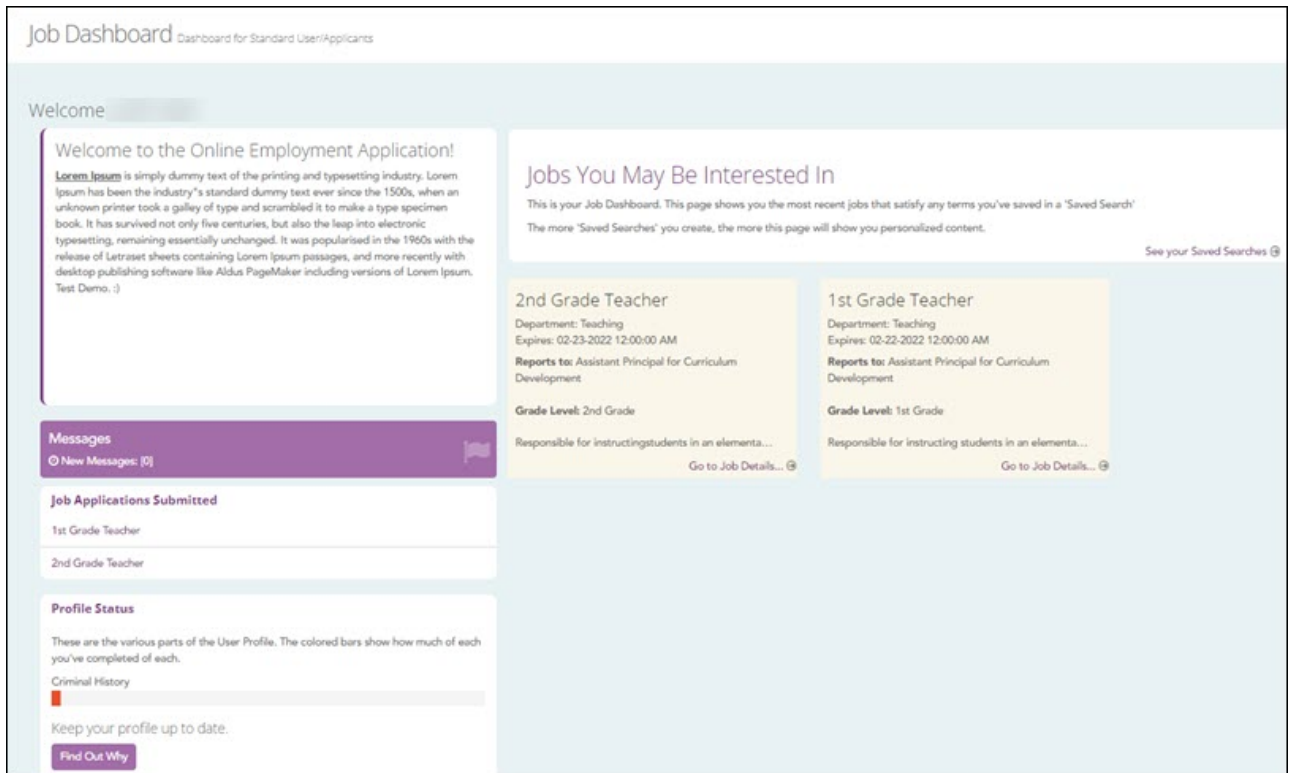 Job Dashboard Dashboard for Standard User/Applicants
Welcome
Welcome to the Online Employment Application!
Lorem Ipsum is simply dummy text of the printing and typesetting industry. Lorem
Ipsum has been the industry"s standard dummy text ever since the 1500s, when an
unknown printer took a galley of type and scrambled it to make a type specimen
book. It has survived not only five centuries, but also the leap into electronic
typesetting, remaining essentially unchanged. It was popularised in the 1960s with the
release of Letraset sheets containing Lorem Ipsum passages, and more recently with
desktop publishing software like Aldus PageMaker including versions of Lorem Ipsum.
Test Demo. :)
Messages
New Messages: [0]
Job Applications Submitted
1st Grade Teacher
2nd Grade Teacher
Profile Status
These are the various parts of the User Profile. The colored bars show how much of each
you've completed of each.
Criminal History
Keep your profile up to date.
Find Out Why
Jobs You May Be Interested In
This is your Job Dashboard. This page shows you the most recent jobs that satisfy any terms you've saved in a 'Saved Search'
The more 'Saved Searches' you create, the more this page will show you personalized content.
See your Saved Searches
2nd Grade Teacher
Department: Teaching
Expires: 02-23-2022 12:00:00 AM
Reports to: Assistant Principal for Curriculum
Development
Grade Level: 2nd Grade
Responsible for instructingstudents in an elementa...
Go to Job Details...
1st Grade Teacher
Department: Teaching
Expires: 02-22-2022 12:00:00 AM
Reports to: Assistant Principal for Curriculum
Development
Grade Level: 1st Grade
Responsible for instructing students in an elementa...
Go to Job Details...